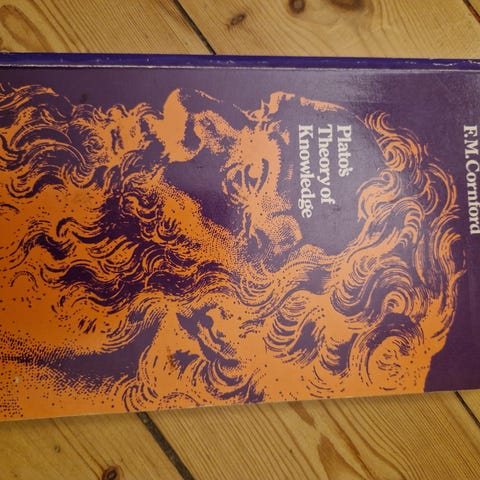 F.M. Cornford
Plato's
Theory of
Knowledge